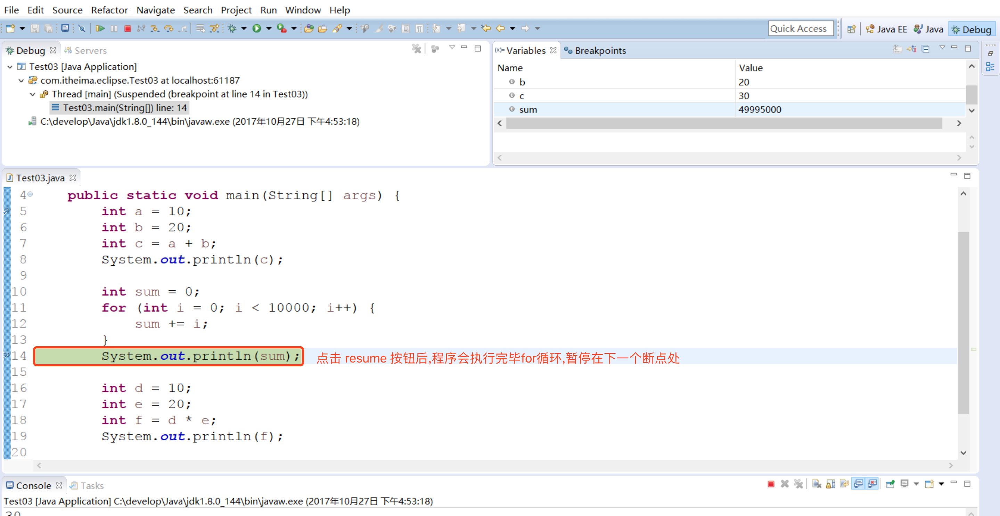 File Edit Source Refactor Navigate Search Project Run Window Help
Quick Access Java EE Java Debug
Debug Servers
Test03 [Java Application]
com.itheima.eclipse.Test03 at localhost:61187
Thread [main] (Suspended (breakpoint at line 14 in Test03))
Test03.main(String[]) line: 14
C:\develop\Java\jdk1.8.0_144\bin\javaw.exe (2017年10月27日 下午4:53:18)
(x)= Variables Breakpoints
Name Value
b 20
c 30
sum 49995000
Test03.java
4 public static void main(String[] args) {
5 int a = 10;
6 int b = 20;
7 int c = a + b;
8 System.out.println(c);
9
10 int sum = 0;
11 for (int i = 0; i < 10000; i++) {
12 sum += i;
13 }
14 System.out.println(sum); 点击 resume 按钮后,程序会执行完毕for循环,暂停在下一个断点处
15
16 int d = 10;
17 int e = 20;
18 int f = d * e;
19 System.out.println(f);
20
Console Tasks
Test03 [Java Application] C:\develop\Java\jdk1.8.0_144\bin\javaw.exe (2017年10月27日 下午4:53:18)
30